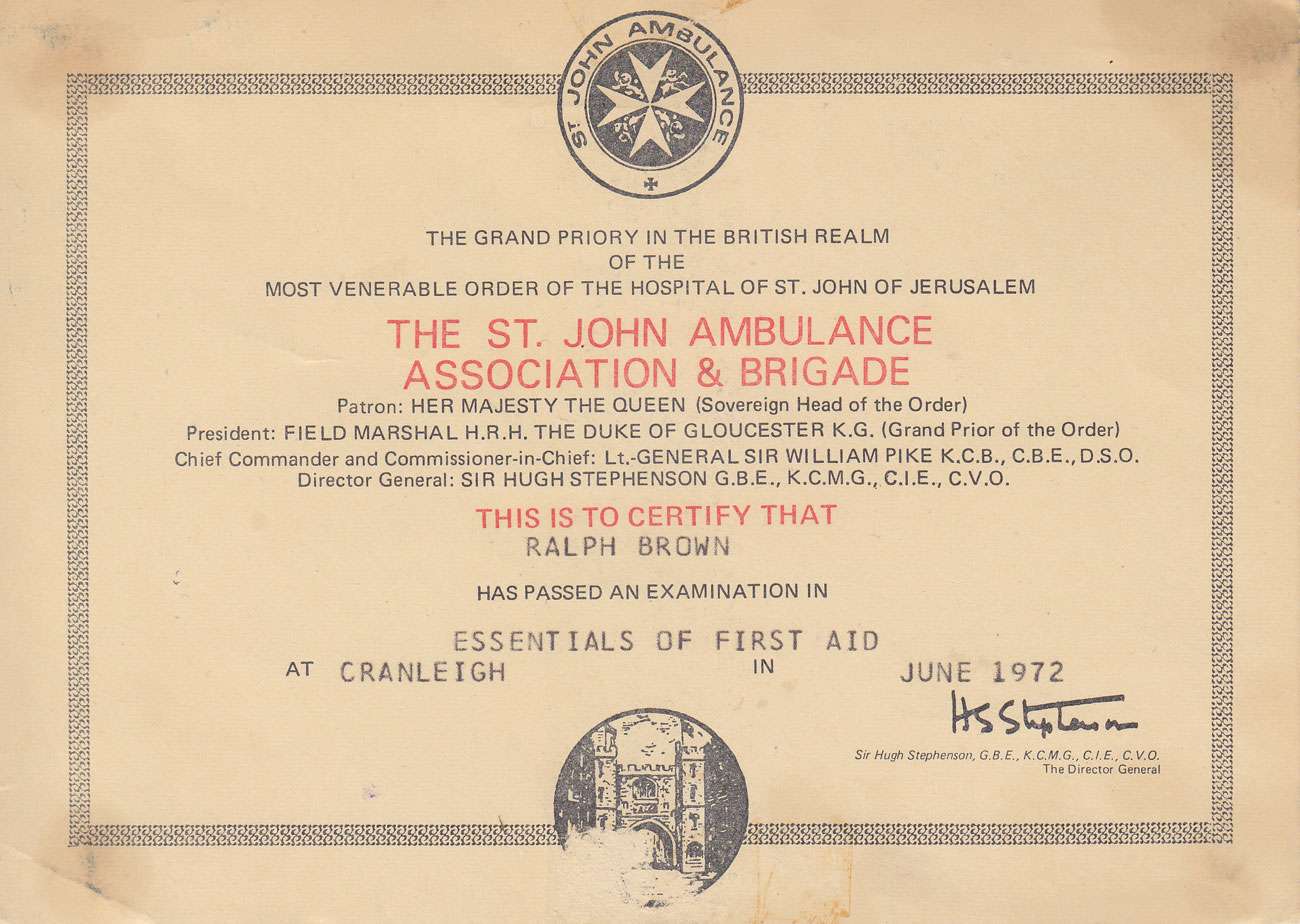 ST JOHN AMBULANCE
THE GRAND PRIORY IN THE BRITISH REALM
OF THE
MOST VENERABLE ORDER OF THE HOSPITAL OF ST. JOHN OF JERUSALEM
THE ST. JOHN AMBULANCE
ASSOCIATION & BRIGADE
Patron: HER MAJESTY THE QUEEN (Sovereign Head of the Order)
President: FIELD MARSHAL H.R.H. THE DUKE OF GLOUCESTER K.G. (Grand Prior of the Order)
Chief Commander and Commissioner-in-Chief: Lt.-GENERAL SIR WILLIAM PIKE K.C.B., C.B.E., D.S.O.
Director General: SIR HUGH STEPHENSON G.B.E., K.C.M.G., C.I.E., C.V.O.
THIS IS TO CERTIFY THAT
RALPH BROWN
HAS PASSED AN EXAMINATION IN
ESSENTIALS OF FIRST AID
AT CRANLEIGH IN JUNE 1972
HS Stephenson
Sir Hugh Stephenson, G.B.E., K.C.M.G., C.I.E., C.V.O.
The Director General